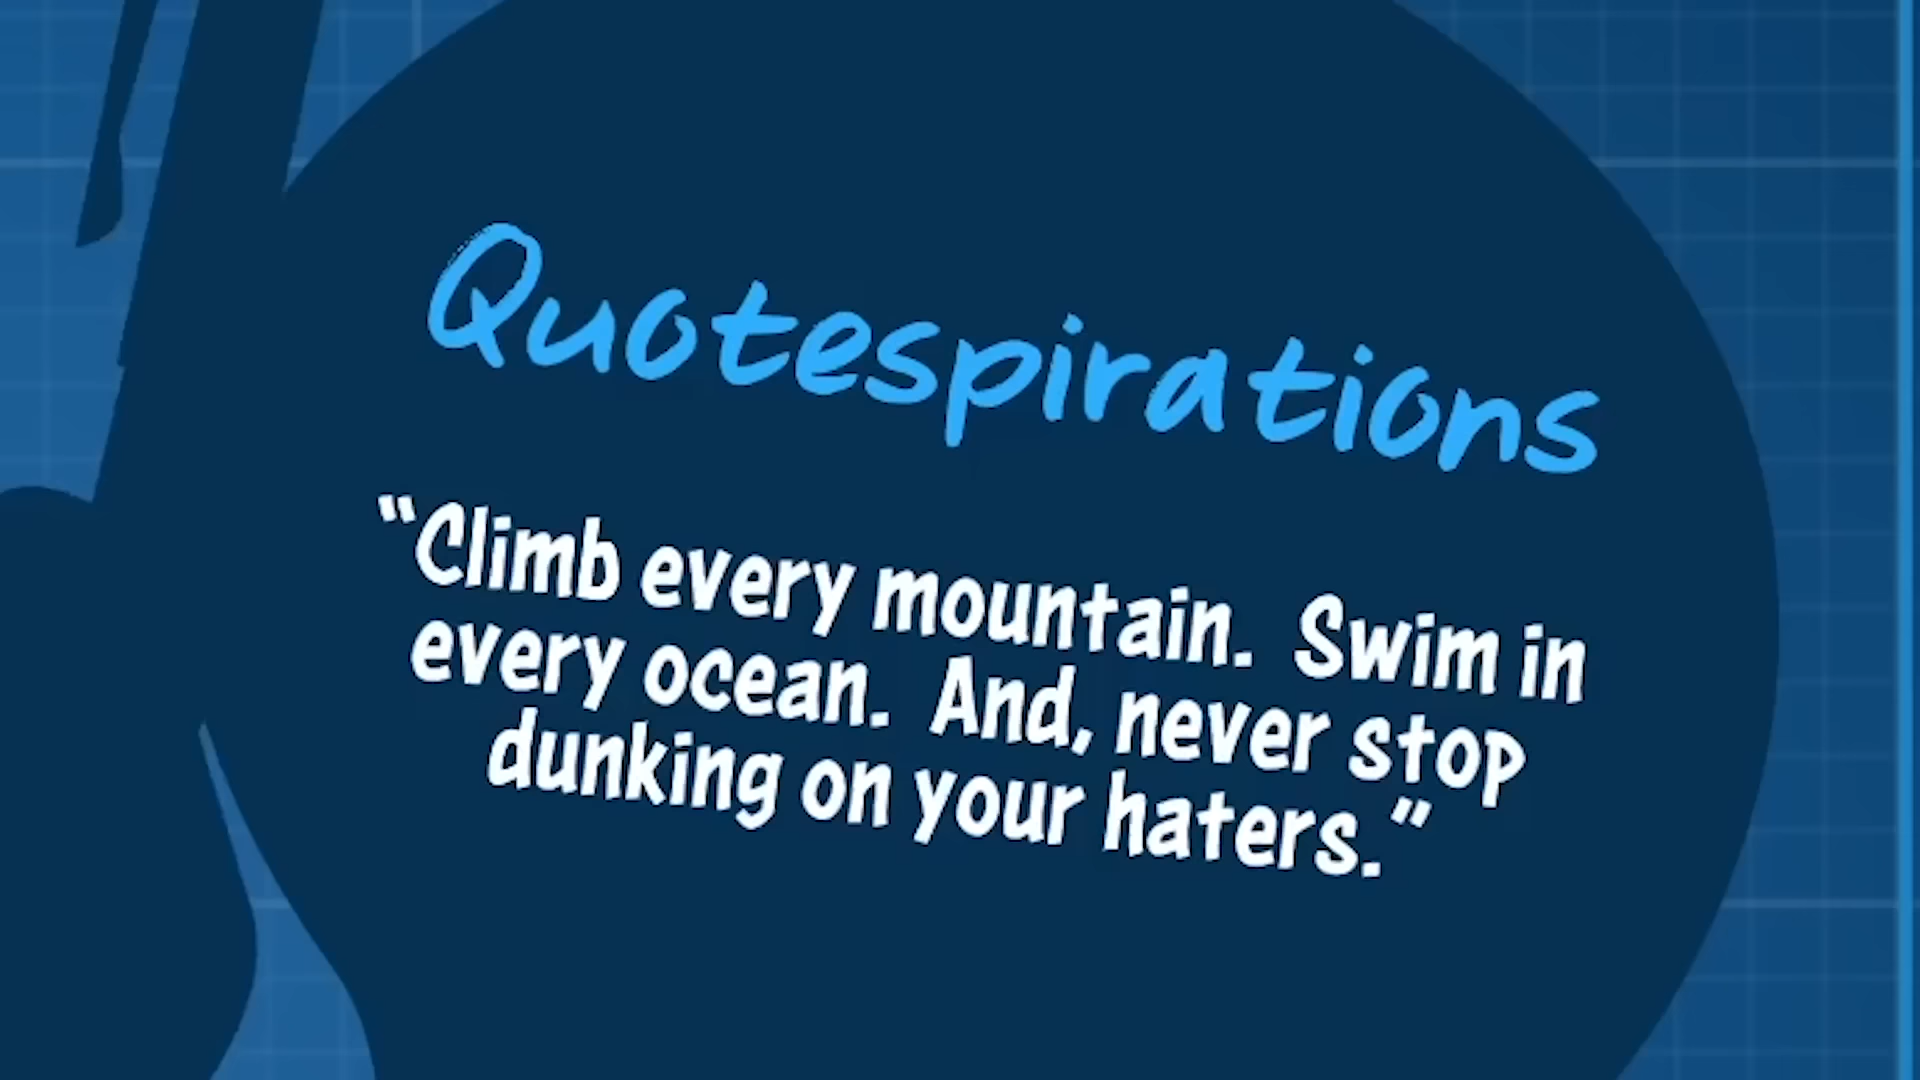 Quotespirations
“Climb every mountain.  Swim in
every ocean.  And, never stop
dunking on your haters.”